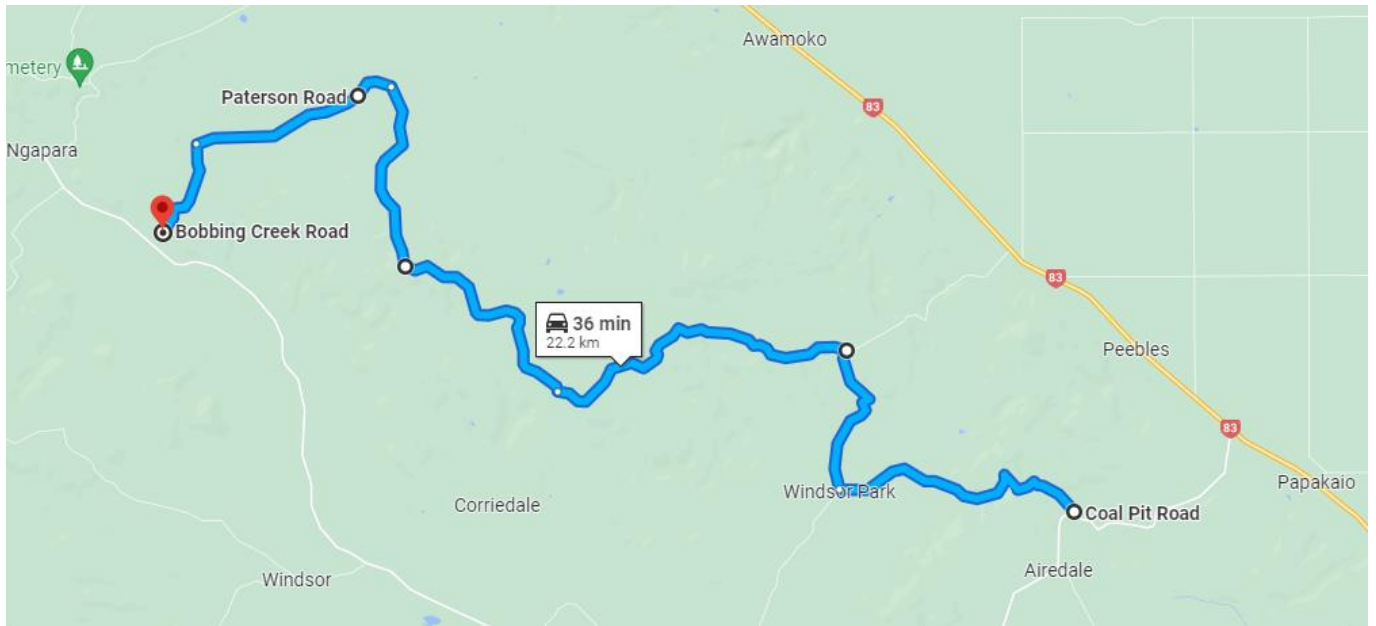 Awamoko
metery
Paterson Road
83
Ngapara
Bobbing Creek Road
83
36 min
22.2 km
Peebles
83
Windsor Park
Papakaio
Corriedale
Coal Pit Road
Airedale
Windsor